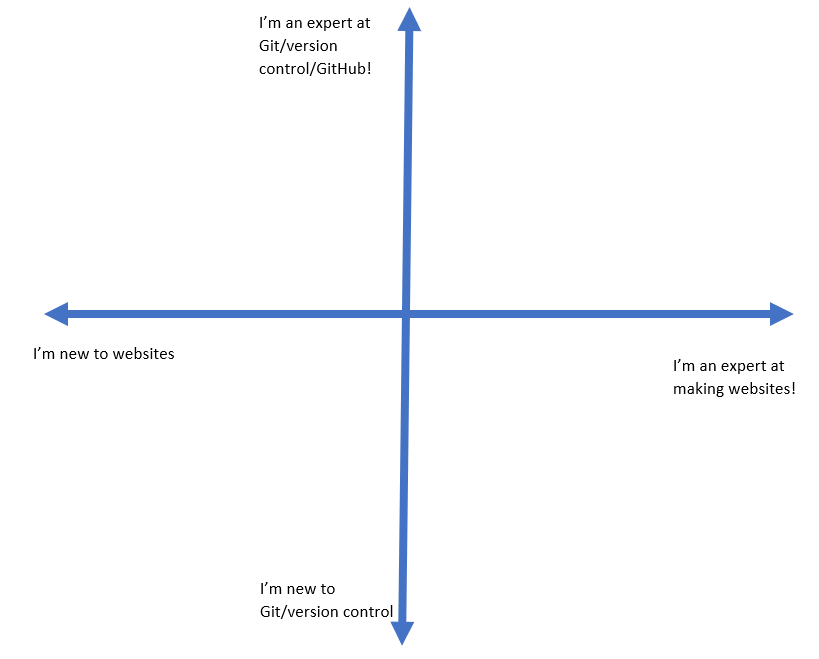 I’m an expert at
Git/version
control/GitHub!
I’m new to websites
I’m an expert at
making websites!
I’m new to
Git/version control